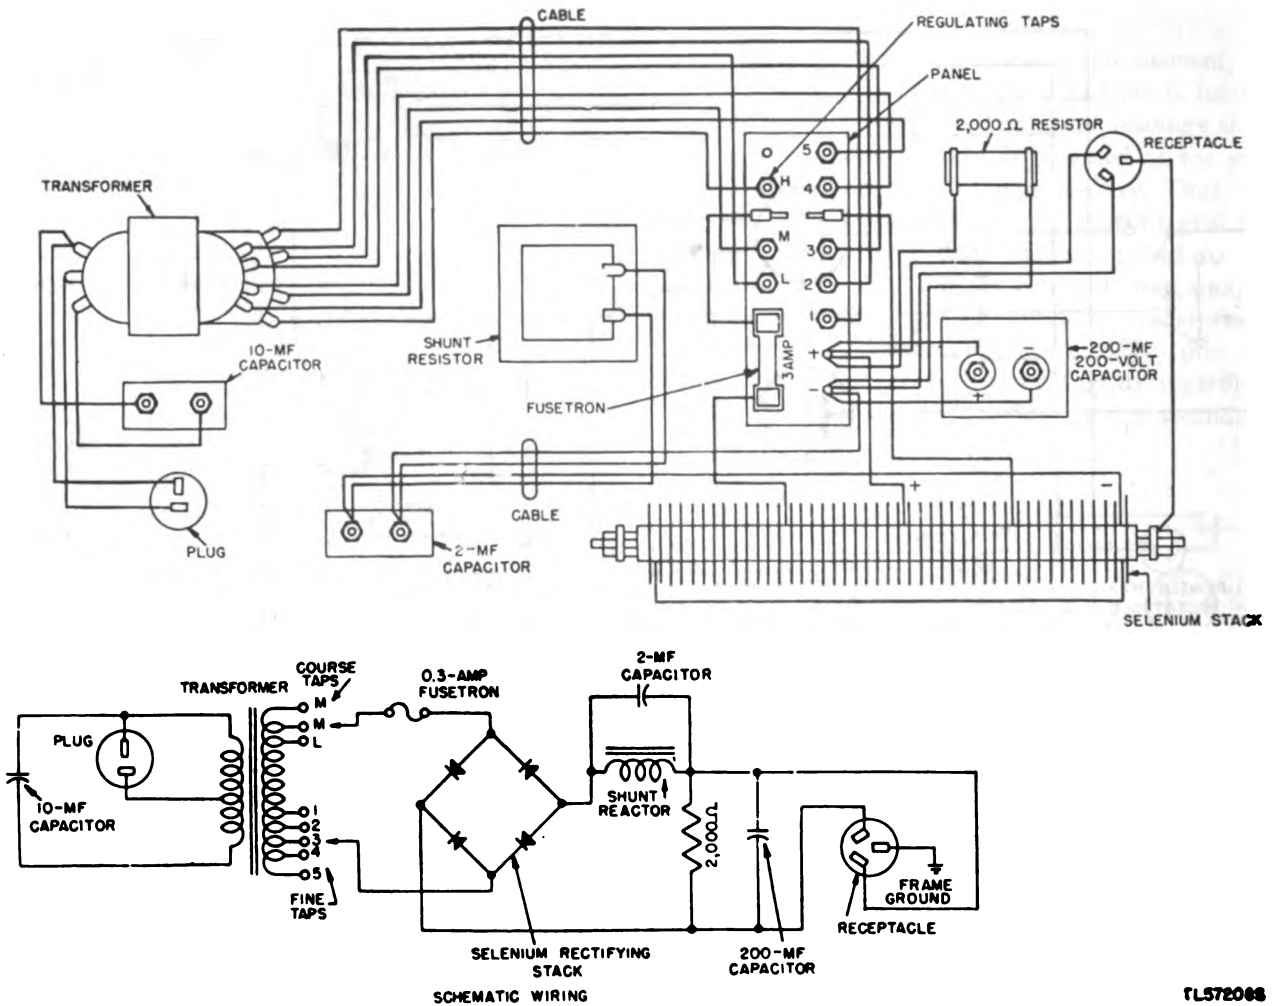 CABLE
REGULATING TAPS
PANEL
2,000Ω RESISTOR
RECEPTACLE
TRANSFORMER
5
H
4
M
3
L
2
1
+
-
3 AMP
SHUNT
RESISTOR
10-MF
CAPACITOR
FUSETRON
+
-
200-MF
200-VOLT
CAPACITOR
PLUG
CABLE
2-MF
CAPACITOR
+
-
SELENIUM STACK
COURSE
TAPS
TRANSFORMER
M
M
L
1
2
3
4
5
FINE
TAPS
PLUG
10-MF
CAPACITOR
0.3-AMP
FUSETRON
2-MF
CAPACITOR
SHUNT
REACTOR
2,000Ω
FRAME
GROUND
RECEPTACLE
SELENIUM RECTIFYING
STACK
200-MF
CAPACITOR
SCHEMATIC WIRING